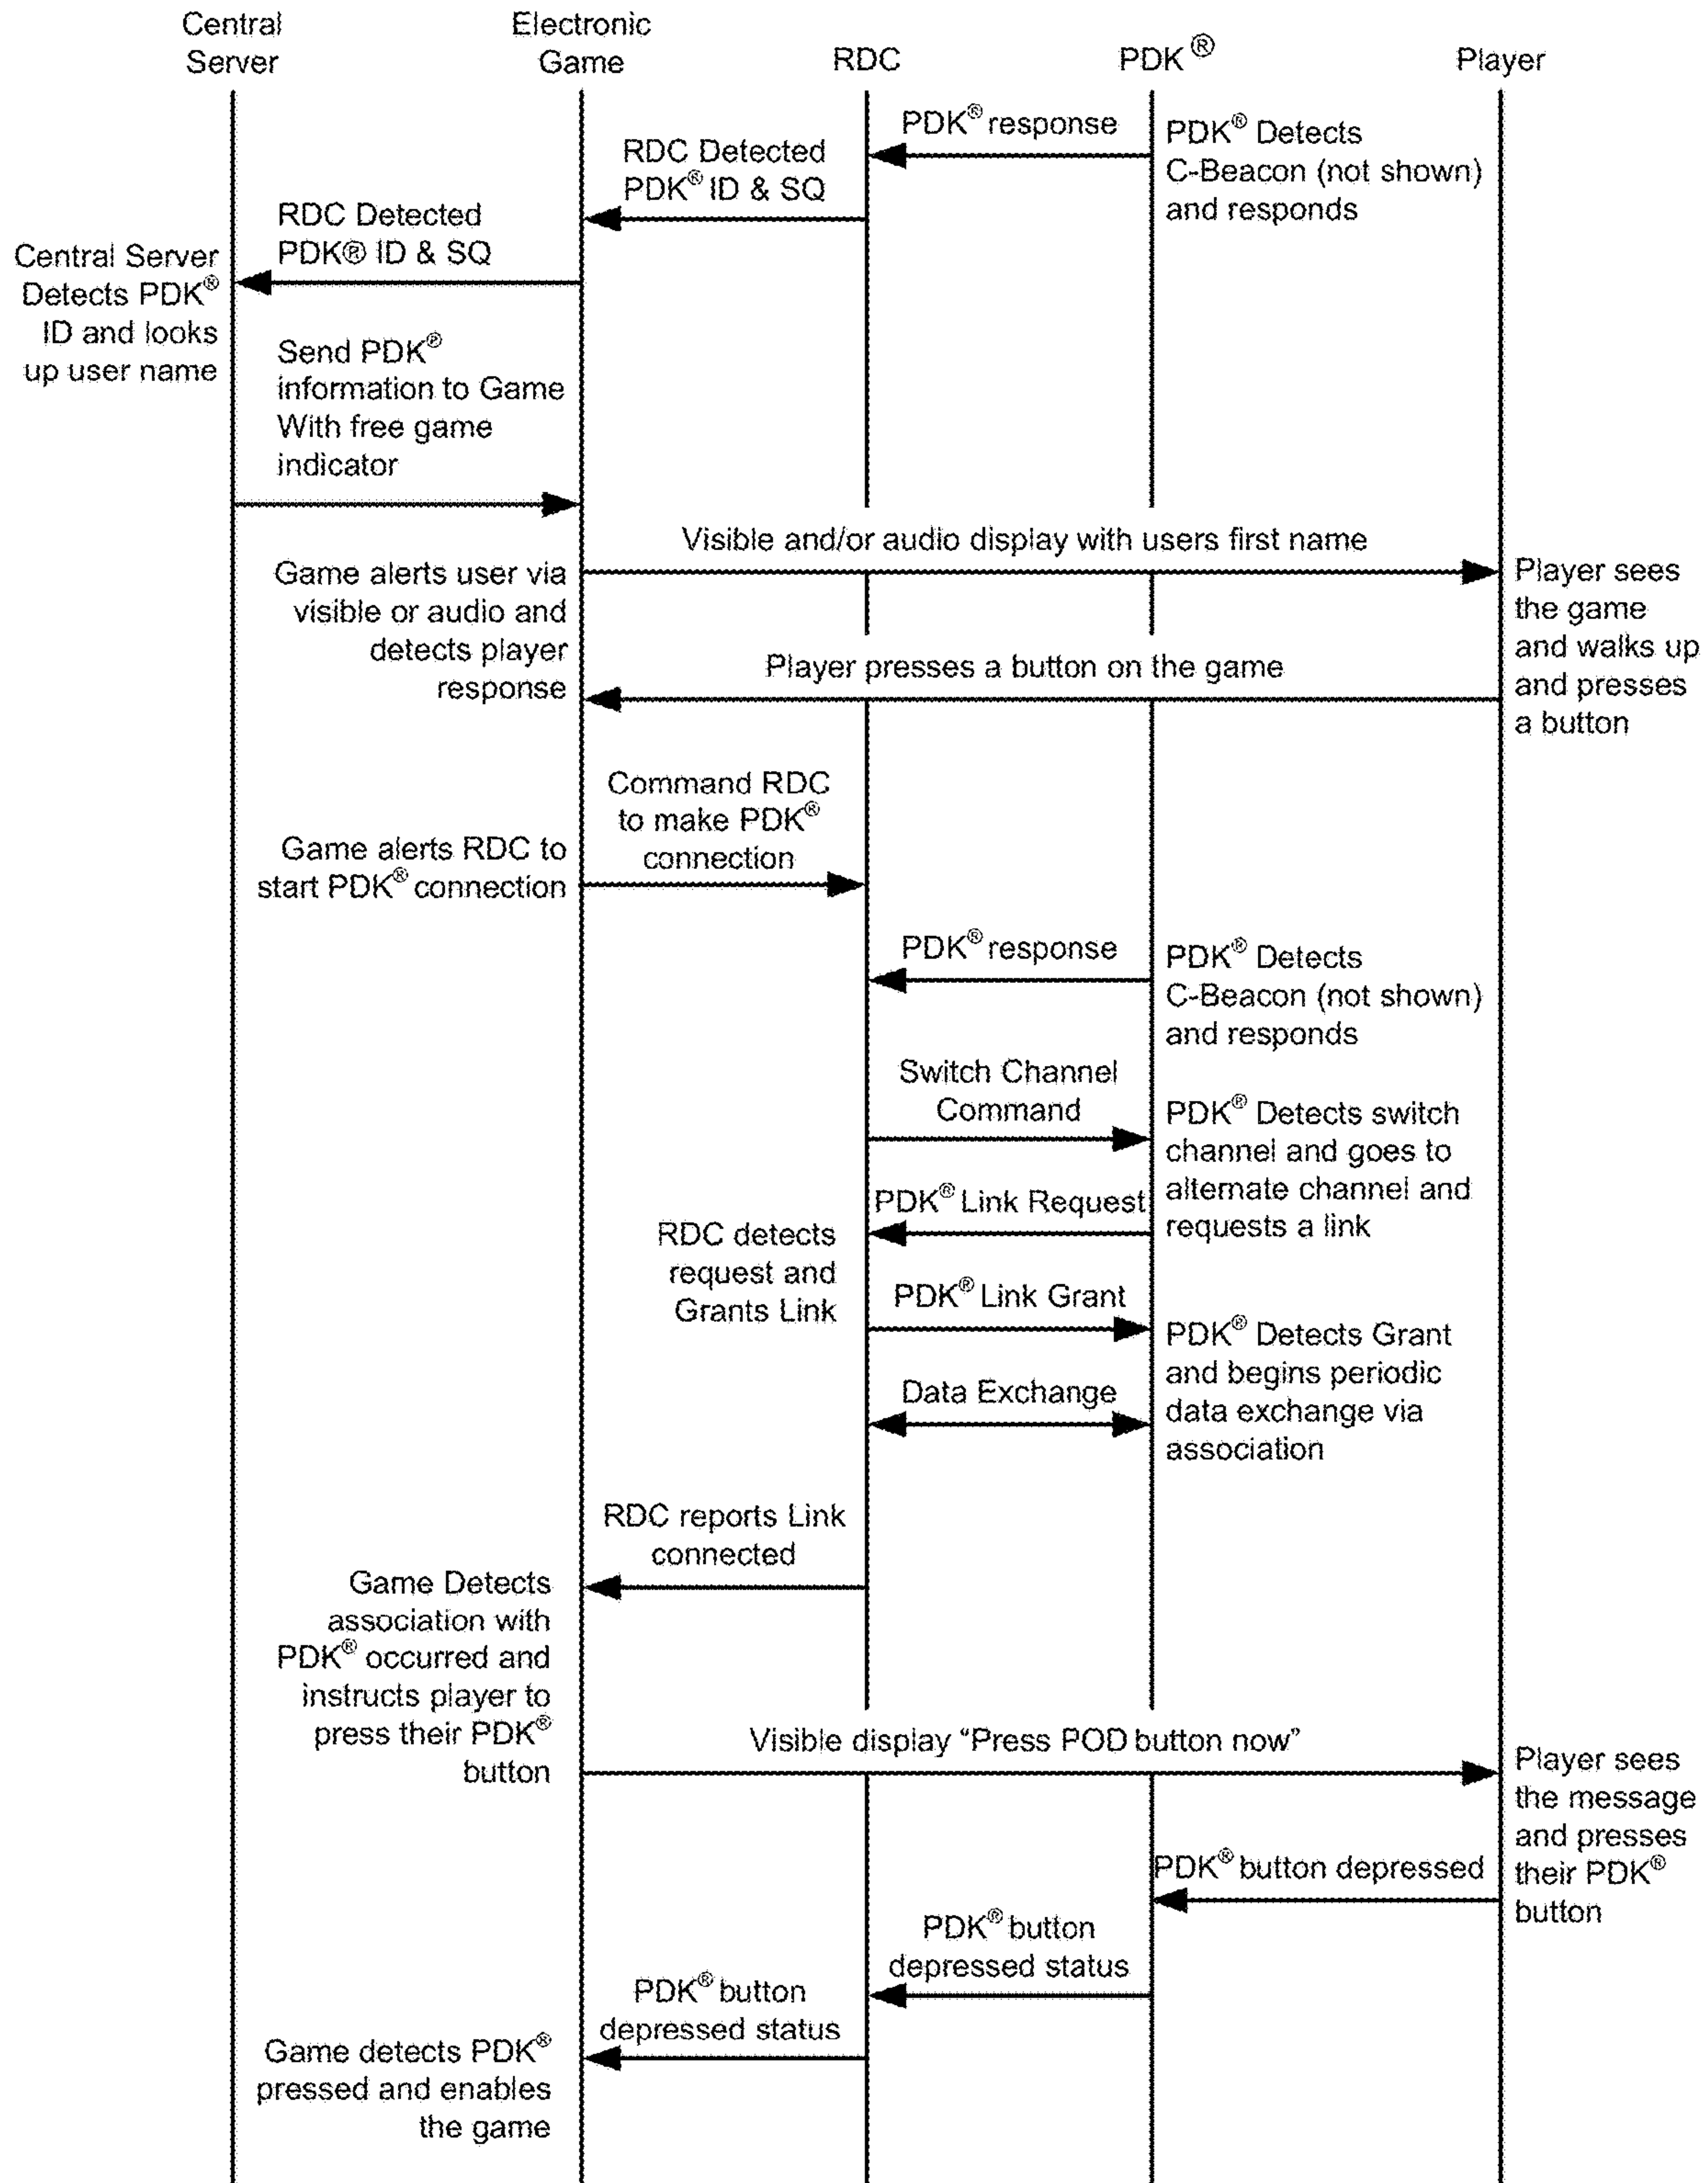 Central
Server
Electronic
Game
RDC
PDK®
Player
PDK® response
PDK® Detects
C-Beacon (not shown)
and responds
RDC Detected
PDK® ID & SQ
RDC Detected
PDK® ID & SQ
Central Server
Detects PDK®
ID and looks
up user name
Send PDK®
information to Game
With free game
indicator
Visible and/or audio display with users first name
Game alerts user via
visible or audio and
detects player
response
Player sees
the game
and walks up
and presses
a button
Player presses a button on the game
Command RDC
to make PDK®
connection
Game alerts RDC to
start PDK® connection
PDK® response
PDK® Detects
C-Beacon (not shown)
and responds
Switch Channel
Command
PDK® Detects switch
channel and goes to
alternate channel and
requests a link
PDK® Link Request
RDC detects
request and
Grants Link
PDK® Link Grant
PDK® Detects Grant
and begins periodic
data exchange via
association
Data Exchange
RDC reports Link
connected
Game Detects
association with
PDK® occurred and
instructs player to
press their PDK®
button
Visible display “Press POD button now”
Player sees
the message
and presses
their PDK®
button
PDK® button depressed
PDK® button
depressed status
PDK® button
depressed status
Game detects PDK®
pressed and enables
the game